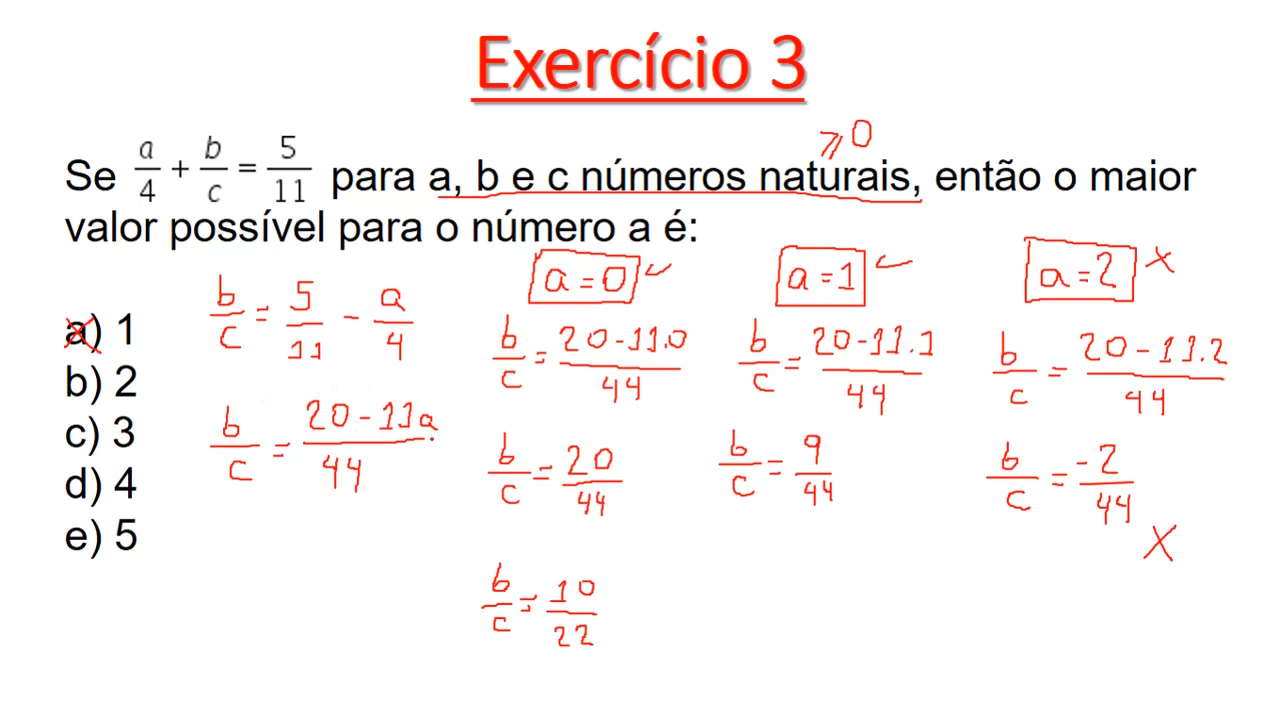 Exercício 3
≥0
Se a/4 + b/c = 5/11 para a, b e c números naturais, então o maior
valor possível para o número a é:
a) 1
b) 2
c) 3
d) 4
e) 5
b/c = 5/11 - a/4
b/c = (20-11a)/44
a=0 ✓
b/c = (20-11.0)/44
b/c = 20/44
b/c = 10/22
a=1 ✓
b/c = (20-11.1)/44
b/c = 9/44
a=2 X
b/c = (20-11.2)/44
b/c = -2/44
X